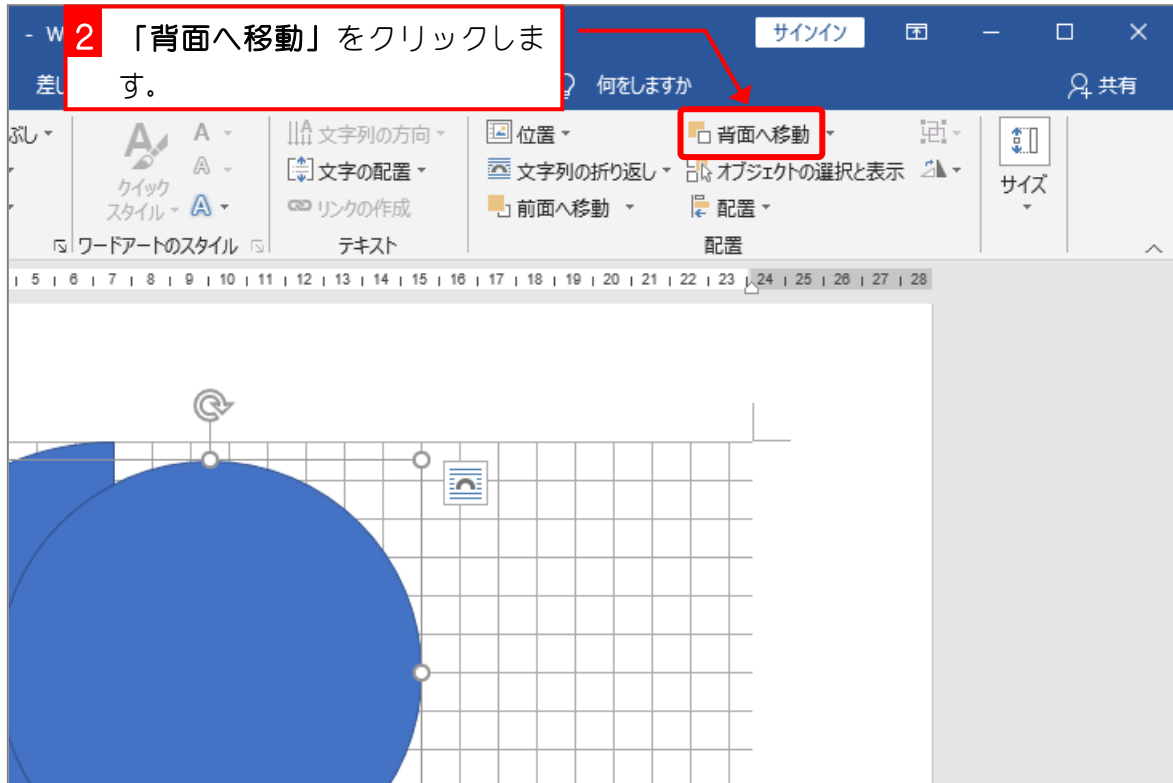 - W
2 「背面へ移動」をクリックしま
す。
サインイン
差し
何をしますか
共有
ぶし
A
A
文字列の方向
位置
背面へ移動
A
文字の配置
文字列の折り返し
オブジェクトの選択と表示
クイック
スタイル
A
リンクの作成
前面へ移動
配置
サイズ
ワードアートのスタイル
テキスト
配置
5 6 7 8 9 10 11 12 13 14 15 16 17 18 19 20 21 22 23 24 25 26 27 28